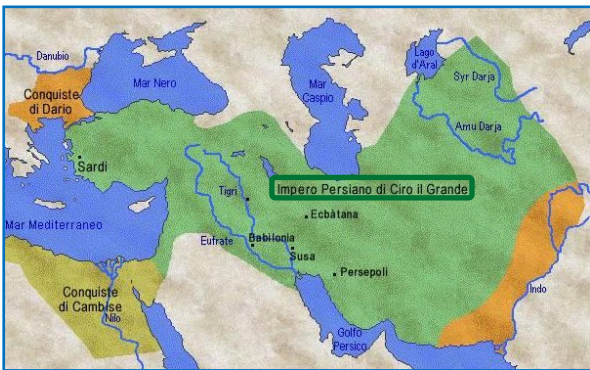 Danubio
Lago
d'Aral
Syr Darja
Mar Nero
Mar
Caspio
Conquiste
di Dario
Amu Darja
Sardi
Tigri
Impero Persiano di Ciro il Grande
Ecbàtana
Mar Mediterraneo
Eufrate
Babilonia
Susa
Persepoli
Conquiste
di Cambise
Nilo
Indo
Golfo
Persico